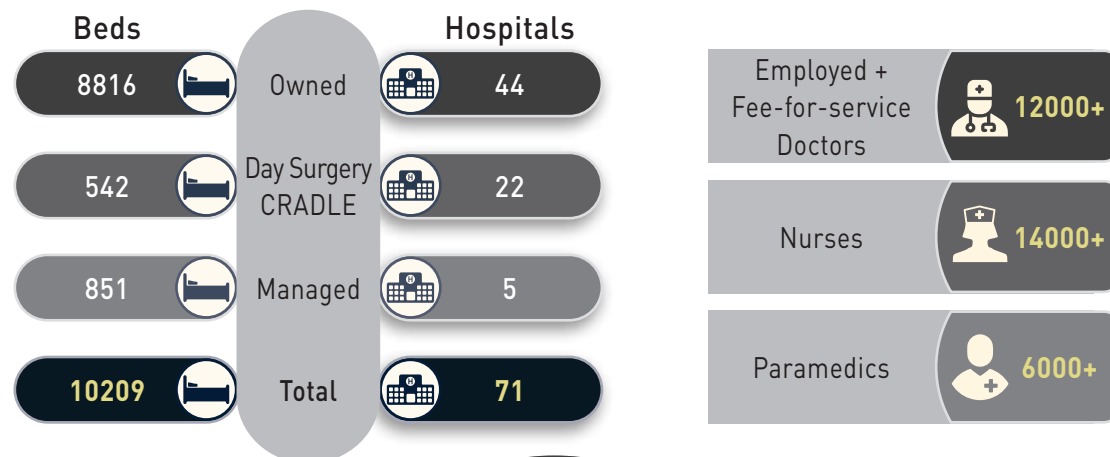 Beds
Hospitals
8816
Owned
44
542
Day Surgery
CRADLE
22
851
Managed
5
10209
Total
71
Employed +
Fee-for-service
Doctors
12000+
Nurses
14000+
Paramedics
6000+